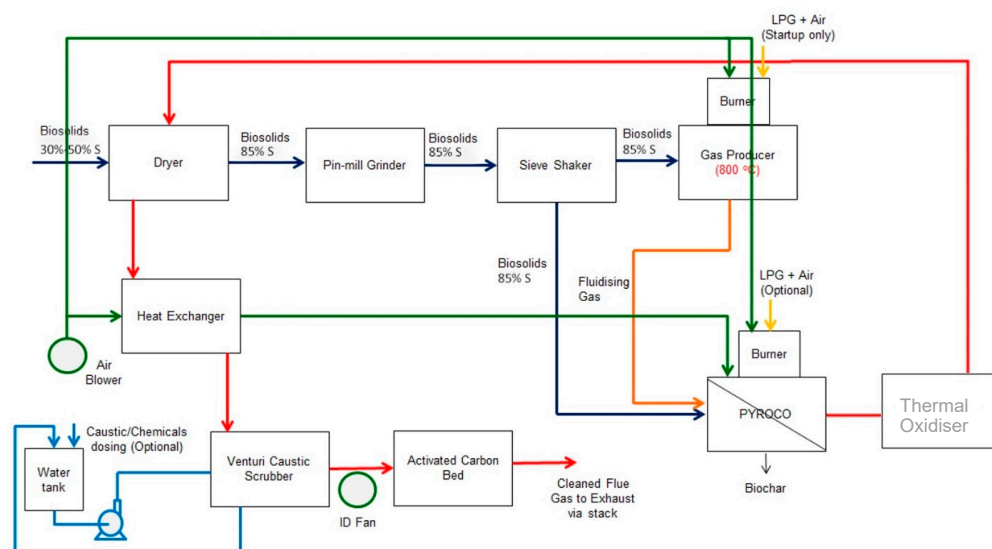 LPG + Air
(Startup only)
Burner
Biosolids
30%-50% S
Dryer
Biosolids
85% S
Pin-mill Grinder
Biosolids
85% S
Sieve Shaker
Biosolids
85% S
Gas Producer
(800 ºC)
Biosolids
85% S
Fluidising
Gas
LPG + Air
(Optional)
Heat Exchanger
Burner
Air
Blower
PYROCO
Thermal
Oxidiser
Caustic/Chemicals
dosing (Optional)
Water
tank
Venturi Caustic
Scrubber
ID Fan
Activated Carbon
Bed
Cleaned Flue
Gas to Exhaust
via stack
Biochar